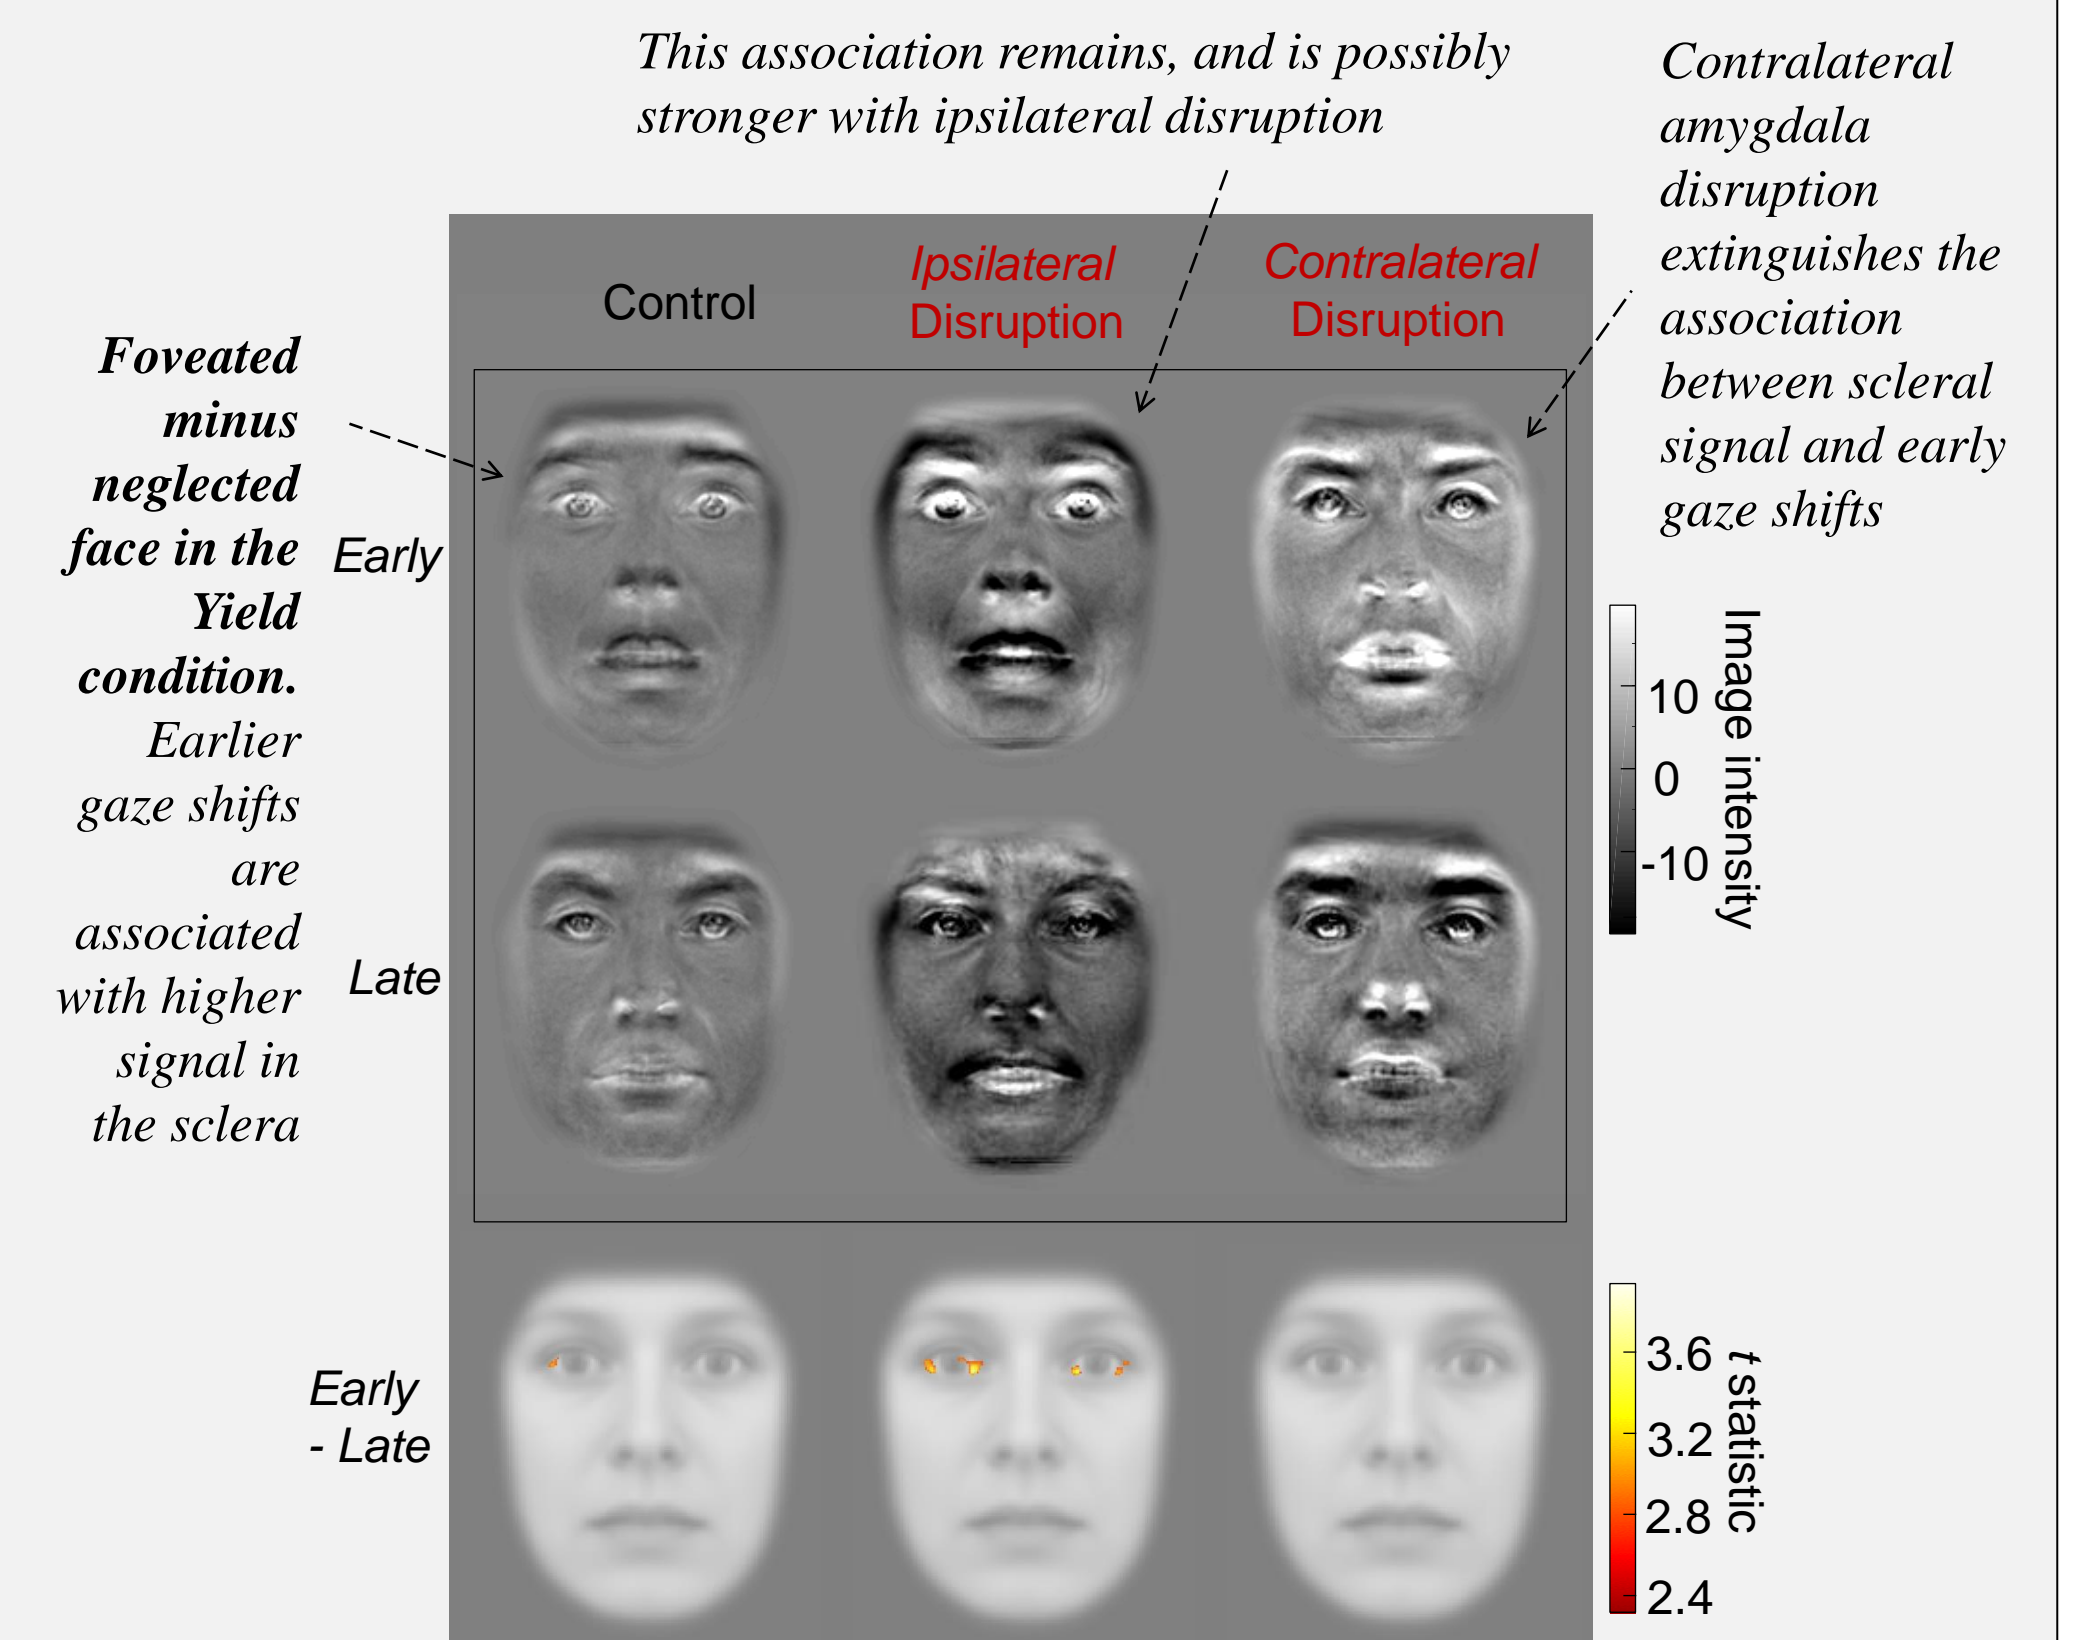 This association remains, and is possibly
stronger with ipsilateral disruption
Contralateral
amygdala
disruption
extinguishes the
association
between scleral
signal and early
gaze shifts
Control
Ipsilateral
Disruption
Contralateral
Disruption
Foveated
minus
neglected
face in the
Yield
condition.
Earlier
gaze shifts
are
associated
with higher
signal in
the sclera
Early
Late
Early
- Late
10
0
-10
Image intensity
3.6
3.2
2.8
2.4
t statistic